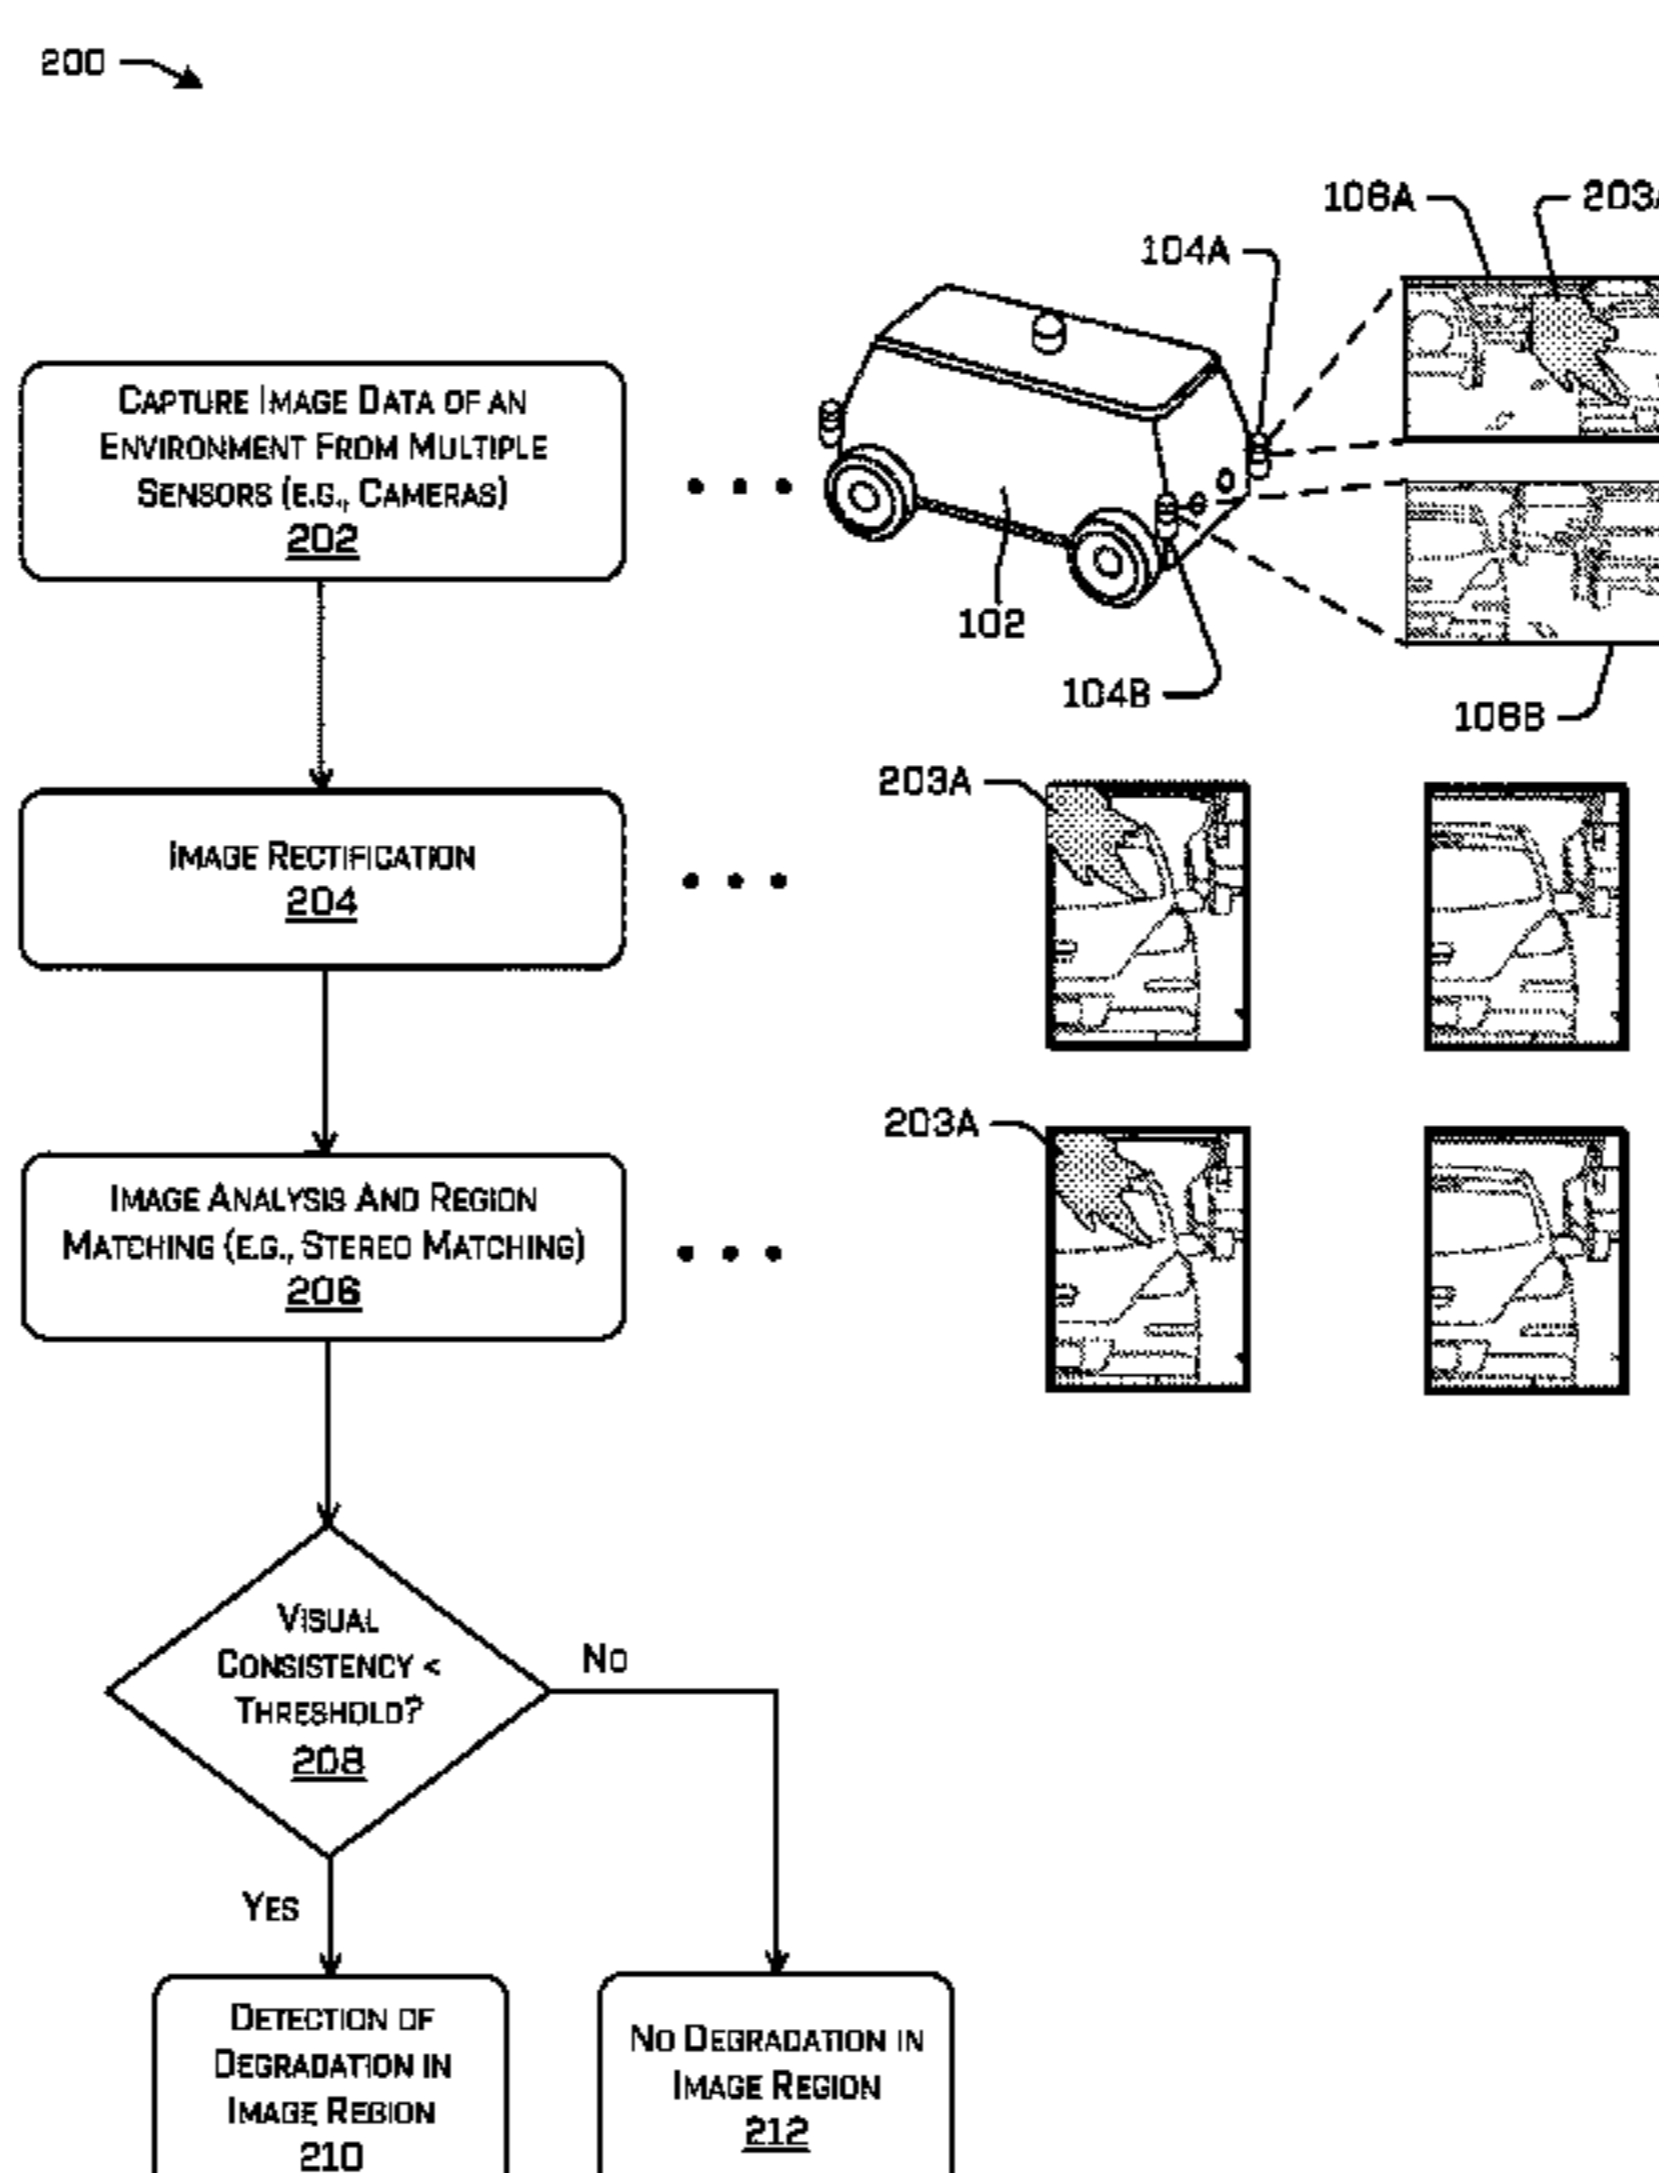 200
106A
203A
104A
CAPTURE IMAGE DATA OF AN
ENVIRONMENT FROM MULTIPLE
SENSORS (E.G., CAMERAS)
202
102
104B
106B
203A
IMAGE RECTIFICATION
204
203A
IMAGE ANALYSIS AND REGION
MATCHING (E.G., STEREO MATCHING)
206
VISUAL
CONSISTENCY <
THRESHOLD?
208
NO
YES
DETECTION OF
DEGRADATION IN
IMAGE REGION
210
NO DEGRADATION IN
IMAGE REGION
212